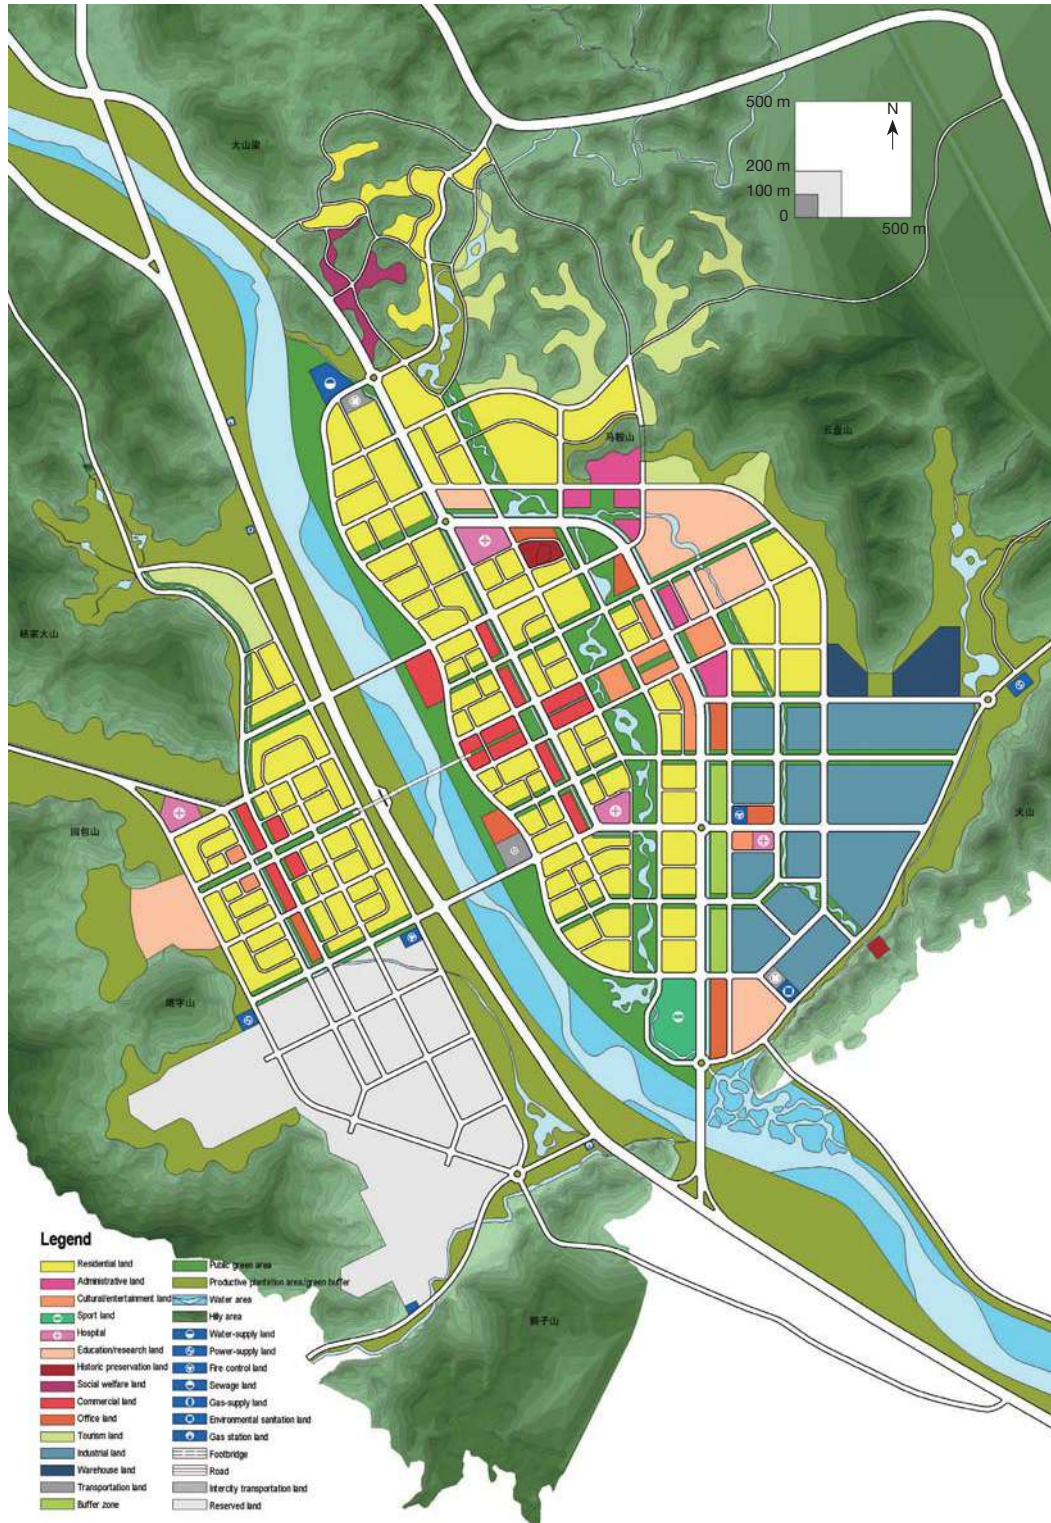 500 m
N
200 m
100 m
0
500 m
大山梁
马鞍山
云盘山
杨家大山
回包山
火山
狮子山
Legend
Residential land
Administrative land
Cultural/entertainment land
Sport land
Hospital
Education/research land
Historic preservation land
Social welfare land
Commercial land
Office land
Tourism land
Industrial land
Warehouse land
Transportation land
Buffer zone
Public green area
Productive plantation area/green buffer
Water area
Hilly area
Water-supply land
Power-supply land
Fire control land
Sewage land
Gas-supply land
Environmental sanitation land
Gas station land
Footbridge
Road
Intercity transportation land
Reserved land